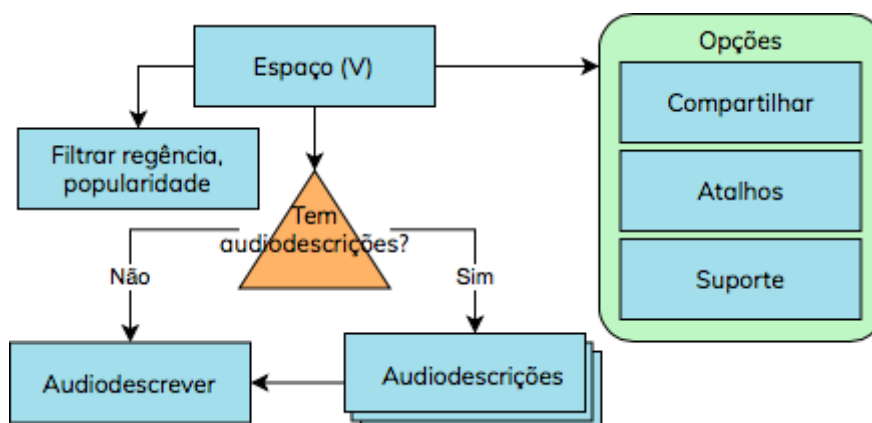 Espaço (V)
Opções
Compartilhar
Filtrar regência,
popularidade
Atalhos
Tem
audiodescrições?
Não
Sim
Suporte
Audiodescrever
Audiodescrições